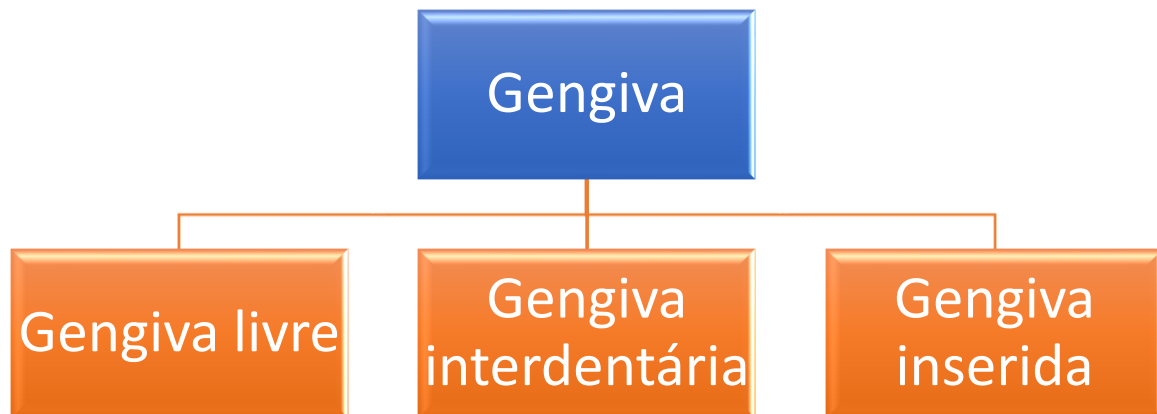 Gengiva
Gengiva livre
Gengiva
interdentária
Gengiva
inserida